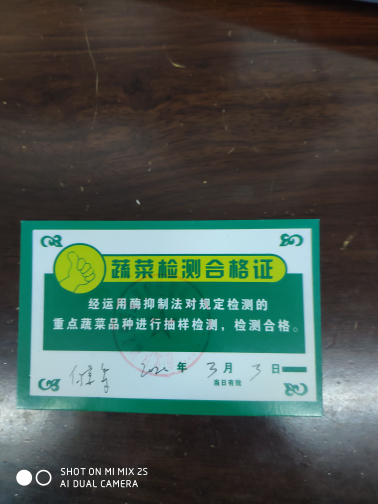 蔬菜检测合格证
经运用酶抑制法对规定检测的
重点蔬菜品种进行抽样检测，检测合格。
年 3月 3日
当日有效
SHOT ON MI MIX 2S
AI DUAL CAMERA